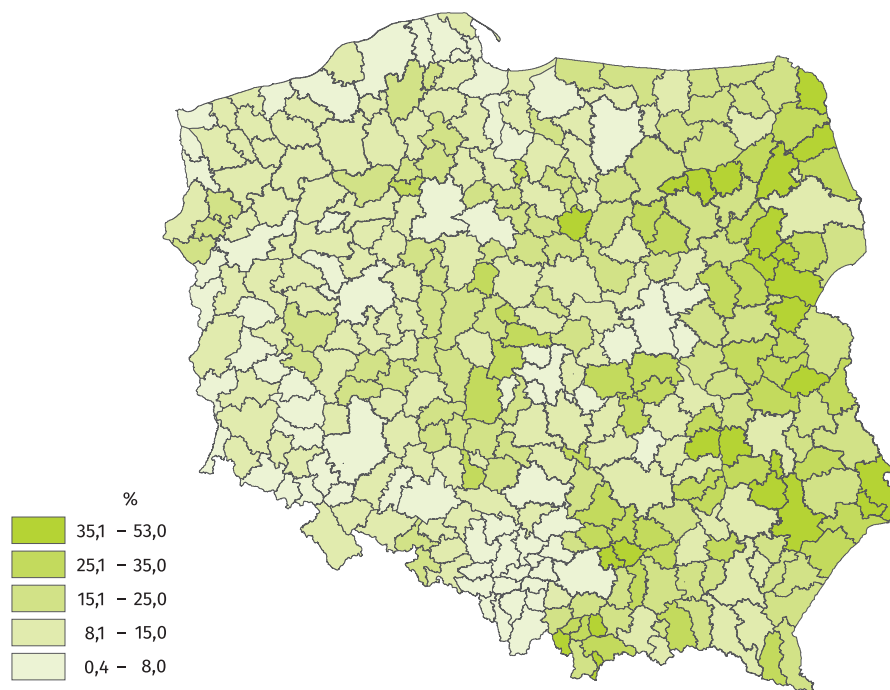 %
35,1 – 53,0
25,1 – 35,0
15,1 – 25,0
8,1 – 15,0
0,4 – 8,0